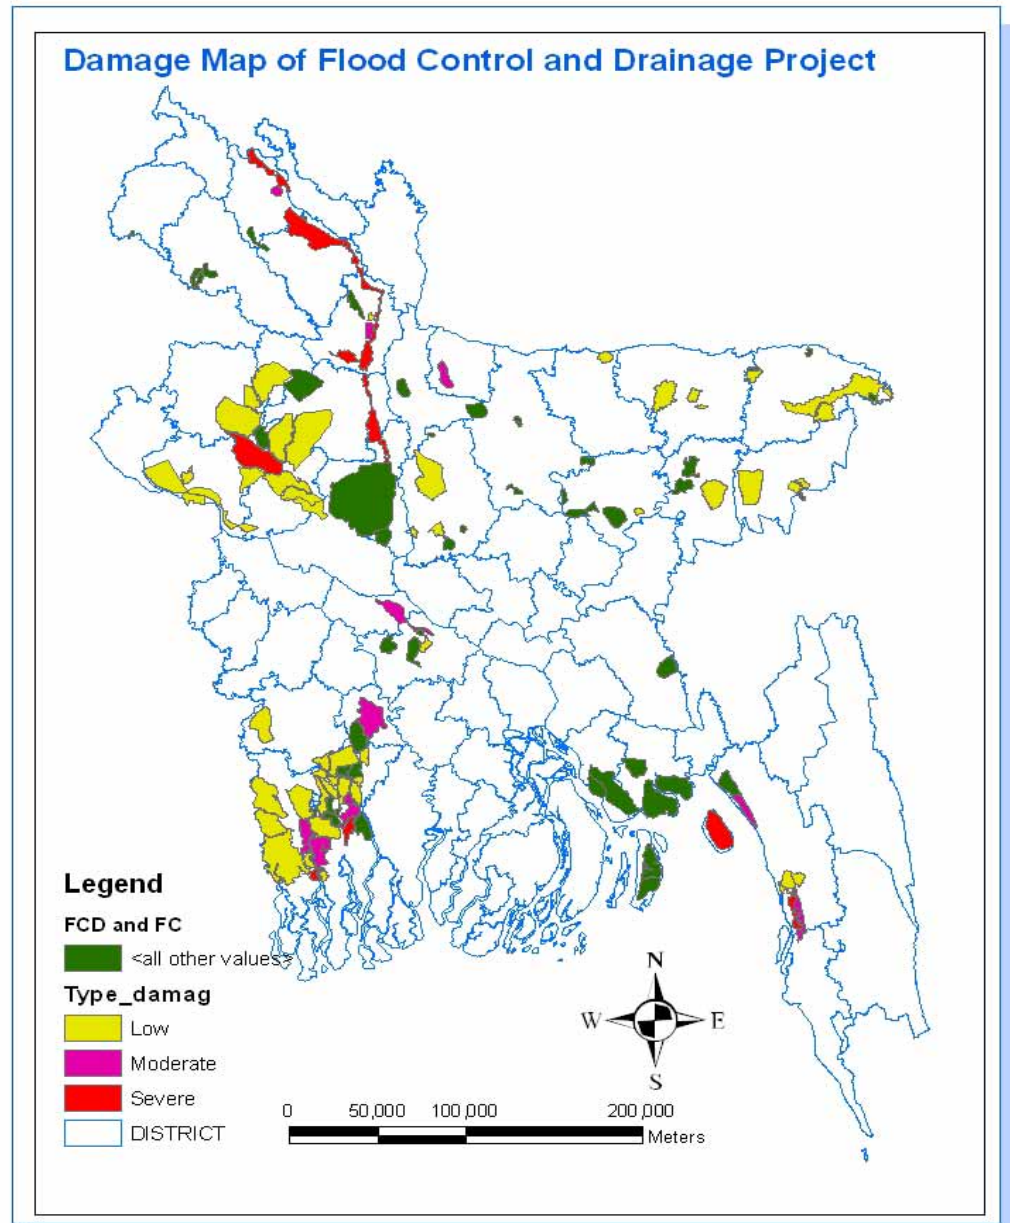 Damage Map of Flood Control and Drainage Project
Legend
FCD and FC
<all other values>
Type_damag
Low
Moderate
Severe
DISTRICT
N
W E
S
0 50,000 100,000 200,000
Meters